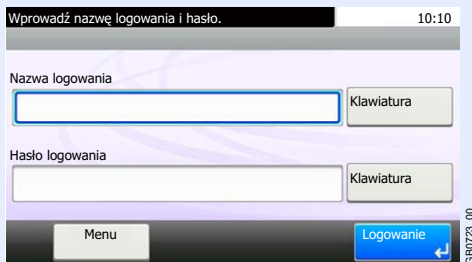 Wprowadź nazwę logowania i hasło. 10:10
Nazwa logowania
Klawiatura
Hasło logowania
Klawiatura
Menu
Logowanie
GB0723_00